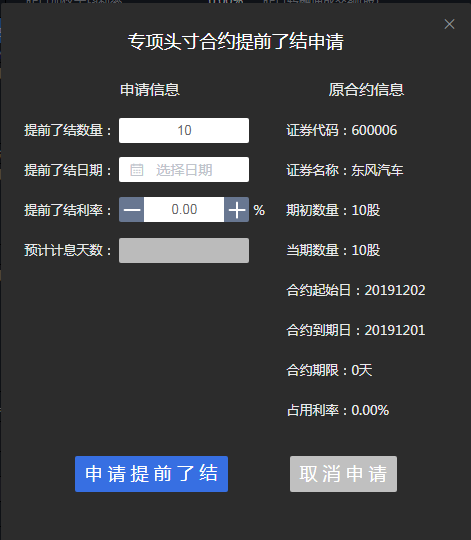 专项头寸合约提前了结申请
申请信息
提前了结数量：10
提前了结日期：选择日期
提前了结利率：0.00 %
预计计息天数：
原合约信息
证券代码：600006
证券名称：东风汽车
期初数量：10股
当期数量：10股
合约起始日：20191202
合约到期日：20191201
合约期限：0天
占用利率：0.00%
申请提前了结
取消申请